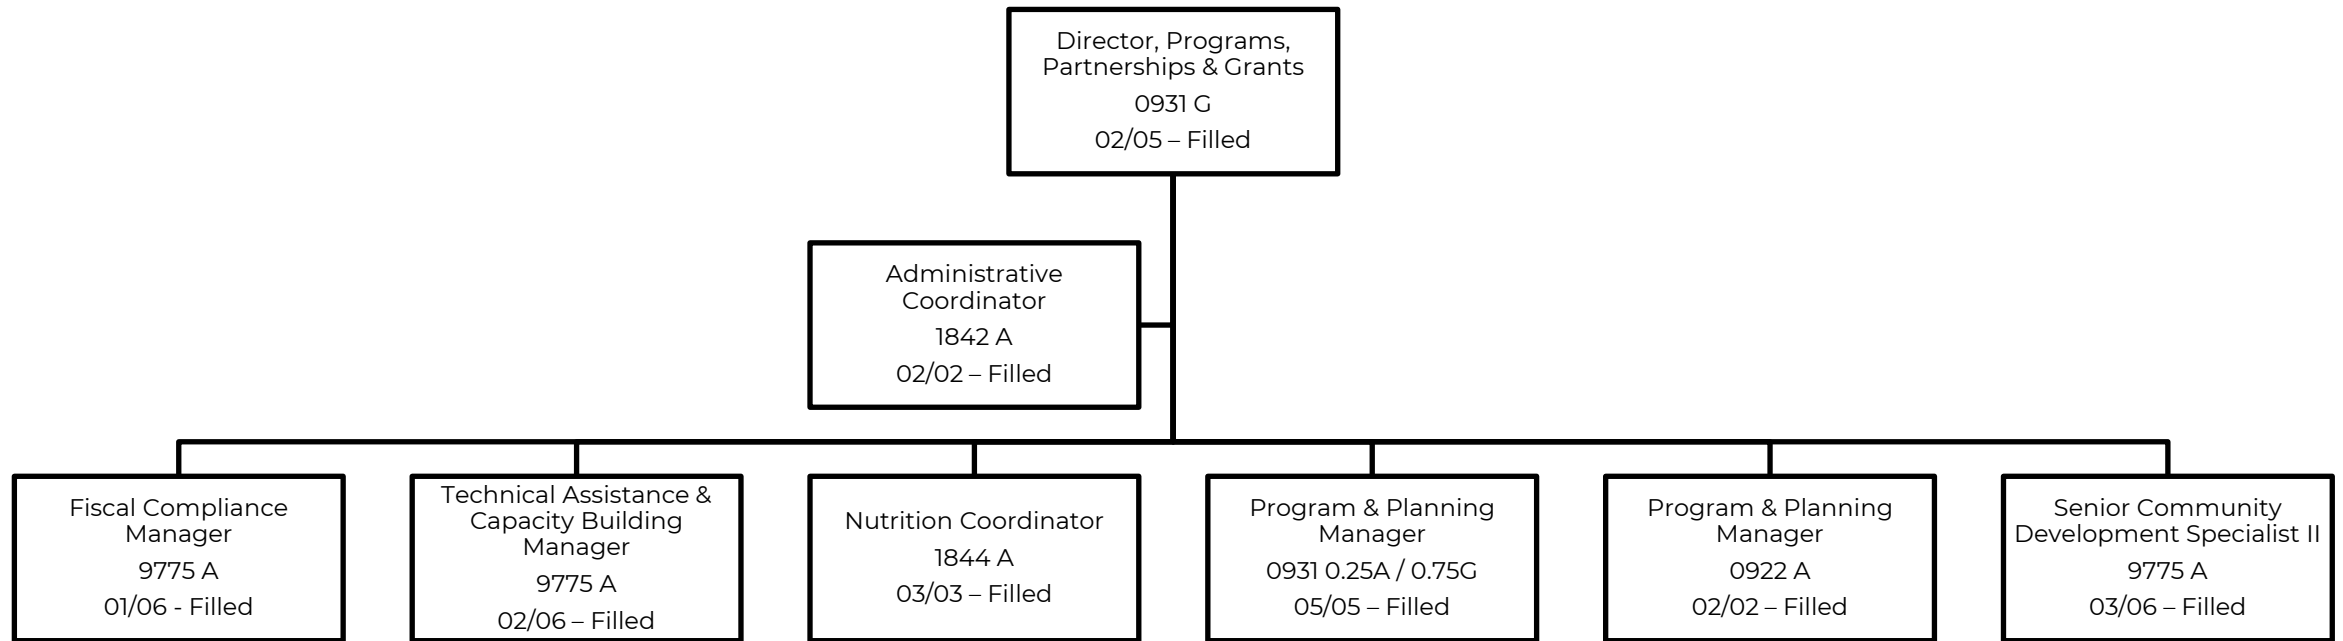 Director, Programs,
Partnerships & Grants
0931 G
02/05 – Filled
Administrative
Coordinator
1842 A
02/02 – Filled
Fiscal Compliance
Manager
9775 A
01/06 - Filled
Technical Assistance &
Capacity Building
Manager
9775 A
02/06 – Filled
Nutrition Coordinator
1844 A
03/03 – Filled
Program & Planning
Manager
0931 0.25A / 0.75G
05/05 – Filled
Program & Planning
Manager
0922 A
02/02 – Filled
Senior Community
Development Specialist II
9775 A
03/06 – Filled